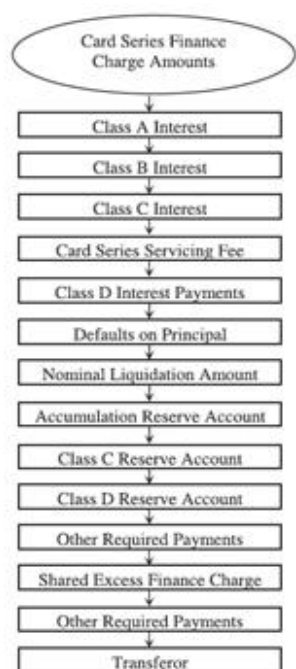 Card Series Finance
Charge Amounts
Class A Interest
Class B Interest
Class C Interest
Card Series Servicing Fee
Class D Interest Payments
Defaults on Principal
Nominal Liquidation Amount
Accumulation Reserve Account
Class C Reserve Account
Class D Reserve Account
Other Required Payments
Shared Excess Finance Charge
Other Required Payments
Transferor